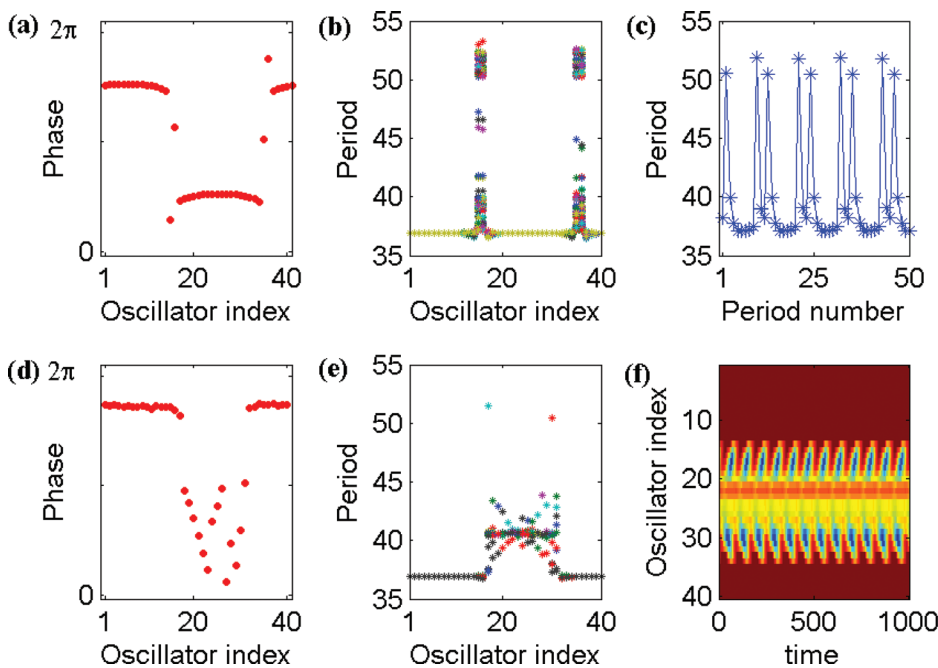 (a)
2π
Phase
0
1
20
40
Oscillator index
(b)
55
50
45
40
35
Period
1
20
40
Oscillator index
(c)
55
50
45
40
35
Period
1
25
50
Period number
(d)
2π
Phase
0
1
20
40
Oscillator index
(e)
55
50
45
40
35
Period
1
20
40
Oscillator index
(f)
10
20
30
40
Oscillator index
0
500
1000
time